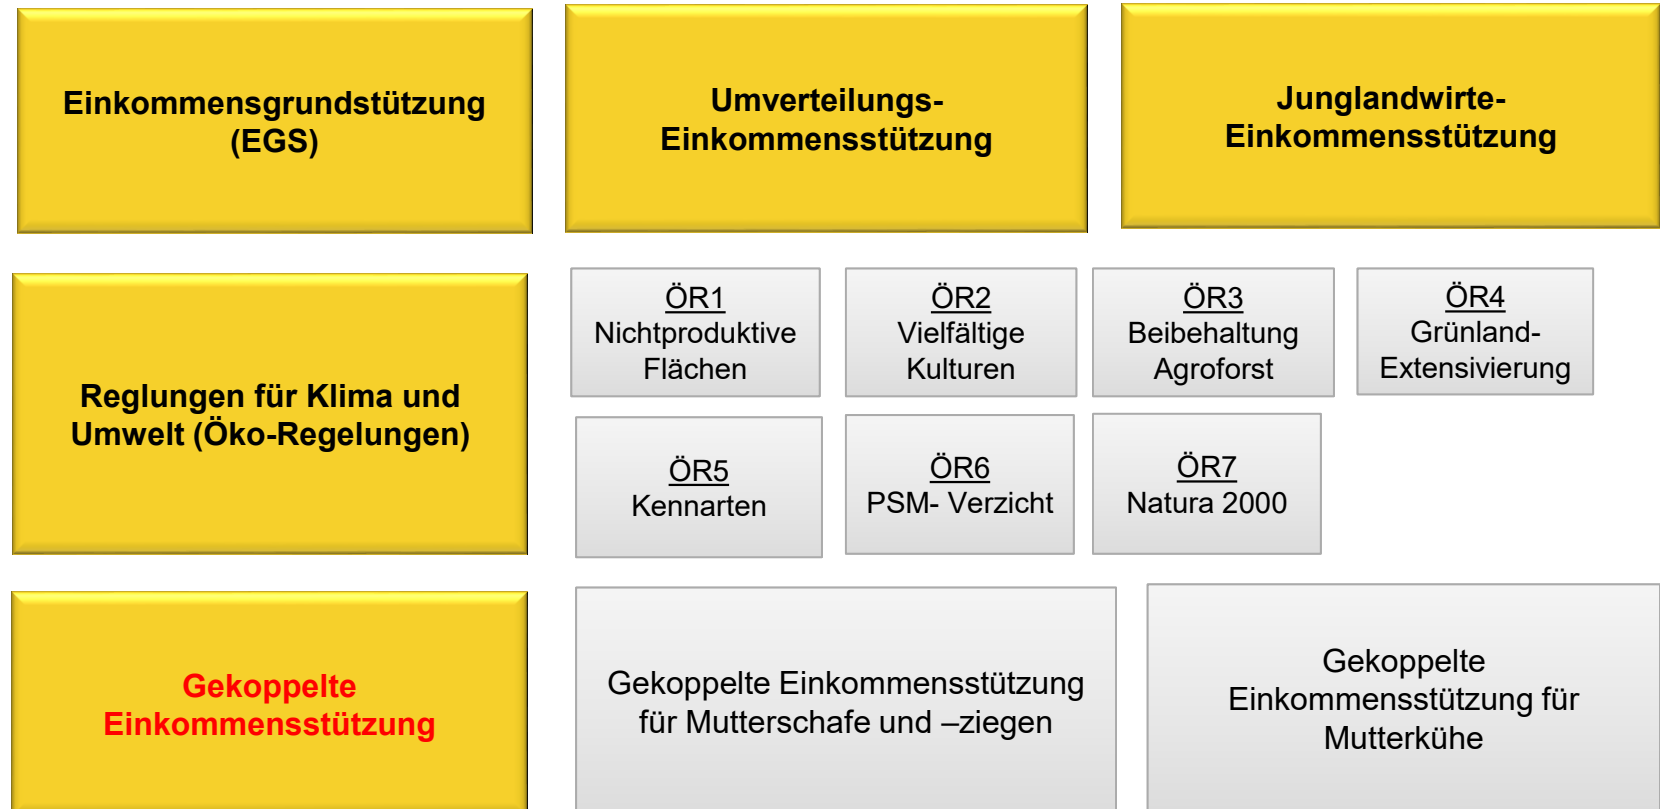 Einkommensgrundstützung
(EGS)
Umverteilungs-
Einkommensstützung
Junglandwirte-
Einkommensstützung
Reglungen für Klima und
Umwelt (Öko-Regelungen)
ÖR1
Nichtproduktive
Flächen
ÖR2
Vielfältige
Kulturen
ÖR3
Beibehaltung
Agroforst
ÖR4
Grünland-
Extensivierung
ÖR5
Kennarten
ÖR6
PSM- Verzicht
ÖR7
Natura 2000
Gekoppelte
Einkommensstützung
Gekoppelte Einkommensstützung
für Mutterschafe und –ziegen
Gekoppelte
Einkommensstützung für
Mutterkühe